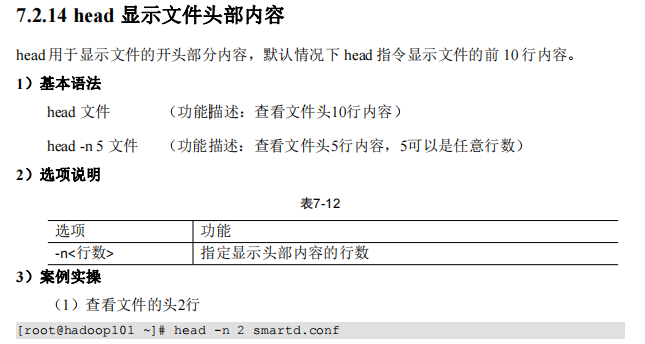 7.2.14 head 显示文件头部内容
head 用于显示文件的开头部分内容，默认情况下 head 指令显示文件的前 10 行内容。
1）基本语法
head 文件 （功能描述：查看文件头10行内容）
head -n 5 文件 （功能描述：查看文件头5行内容，5可以是任意行数）
2）选项说明
表7-12
选项 功能
-n<行数> 指定显示头部内容的行数
3）案例实操
（1）查看文件的头2行
[root@hadoop101 ~]# head -n 2 smartd.conf